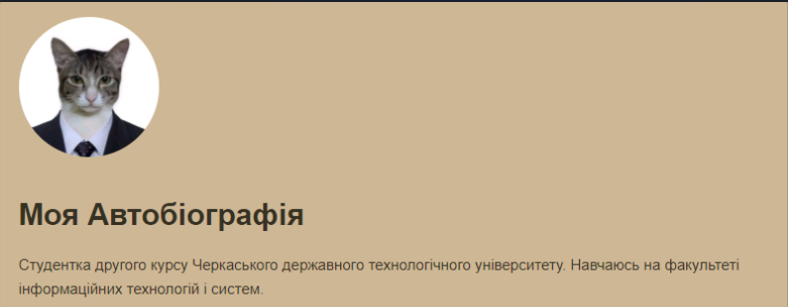 Моя Автобіографія
Студентка другого курсу Черкаського державного технологічного університету. Навчаюсь на факультеті
інформаційних технологій і систем.